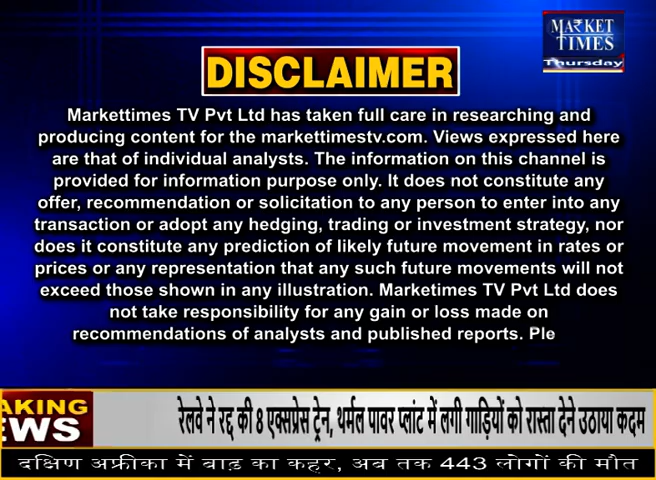 MARKET
TIMES
Thursday
DISCLAIMER
Markettimes TV Pvt Ltd has taken full care in researching and
producing content for the markettimestv.com. Views expressed here
are that of individual analysts. The information on this channel is
provided for information purpose only. It does not constitute any
offer, recommendation or solicitation to any person to enter into any
transaction or adopt any hedging, trading or investment strategy, nor
does it constitute any prediction of likely future movement in rates or
prices or any representation that any such future movements will not
exceed those shown in any illustration. Marketimes TV Pvt Ltd does
not take responsibility for any gain or loss made on
recommendations of analysts and published reports. Ple
AKING
EWS
रेलवे ने रद्द की 8 एक्सप्रेस ट्रेन, थर्मल पावर प्लांट में लगी गाड़ियों को रास्ता देने उठाया कदम
दक्षिण अफ्रीका में बाढ़ का कहर, अब तक 443 लोगों की मौत